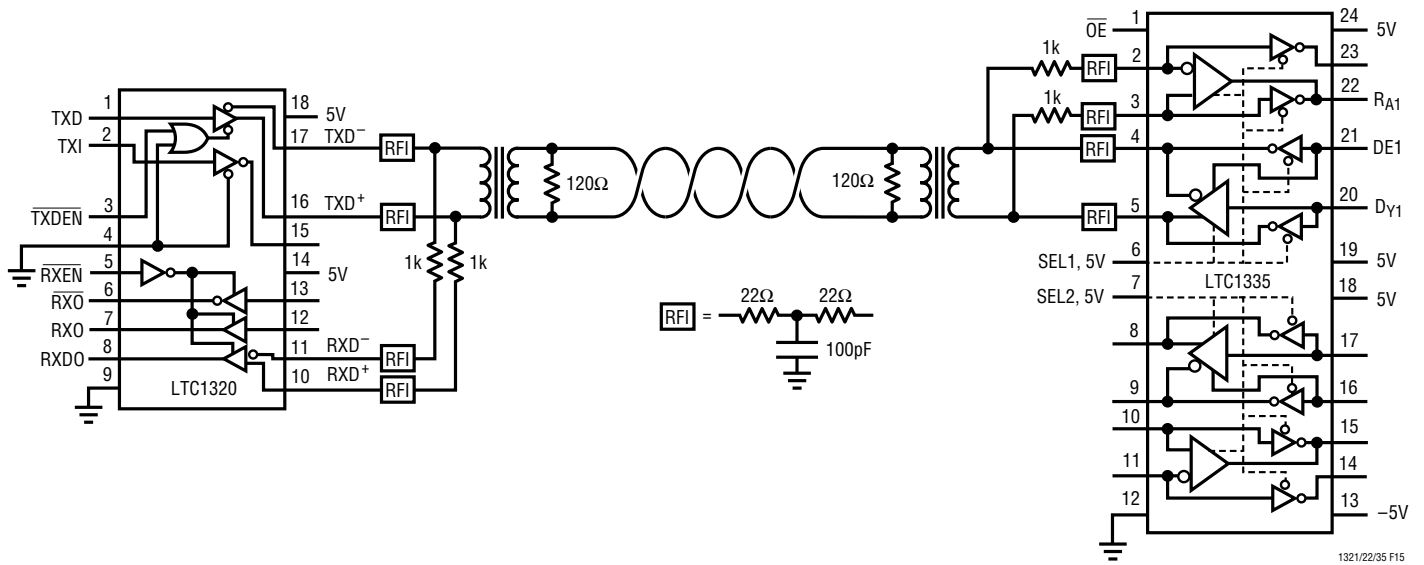 TXD
1
TXI
2
TXDEN
3
4
RXEN
5
RXO
6
RXO
7
RXDO
8
9
LTC1320
18
5V
17
TXD–
16
TXD+
15
14
5V
13
12
11
RXD–
10
RXD+
RFI
RFI
RFI
RFI
1k
1k
120Ω
120Ω
RFI = 22Ω 22Ω
100pF
1k
RFI
1k
RFI
RFI
RFI
OE
1
2
3
4
5
6
SEL1, 5V
7
SEL2, 5V
8
9
10
11
12
LTC1335
24
5V
23
22
RA1
21
DE1
20
DY1
19
5V
18
5V
17
16
15
14
13
–5V
1321/22/35 F15